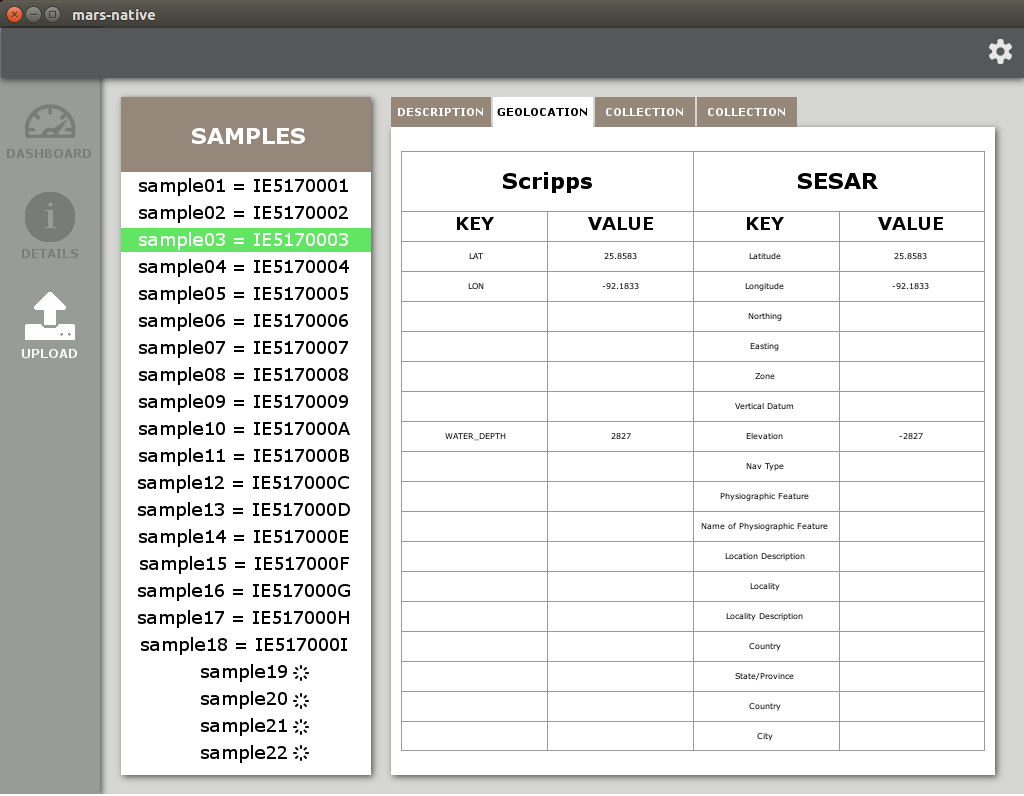 mars-native
DASHBOARD
i
DETAILS
UPLOAD
SAMPLES
sample01 = IE5170001
sample02 = IE5170002
sample03 = IE5170003
sample04 = IE5170004
sample05 = IE5170005
sample06 = IE5170006
sample07 = IE5170007
sample08 = IE5170008
sample09 = IE5170009
sample10 = IE517000A
sample11 = IE517000B
sample12 = IE517000C
sample13 = IE517000D
sample14 = IE517000E
sample15 = IE517000F
sample16 = IE517000G
sample17 = IE517000H
sample18 = IE517000I
sample19
sample20
sample21
sample22
DESCRIPTION GEOLOCATION COLLECTION COLLECTION
Scripps SESAR
KEY VALUE KEY VALUE
LAT 25.8583 Latitude 25.8583
LON -92.1833 Longitude -92.1833
Northing
Easting
Zone
Vertical Datum
WATER_DEPTH 2827 Elevation -2827
Nav Type
Physiographic Feature
Name of Physiographic Feature
Location Description
Locality
Locality Description
Country
State/Province
Country
City